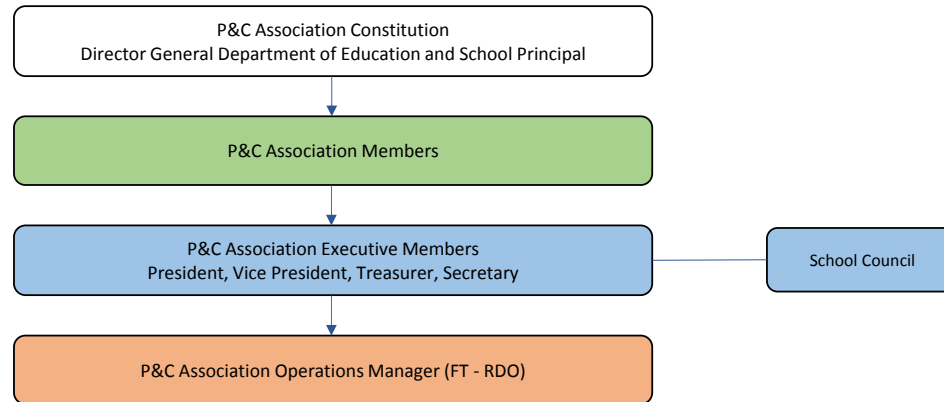 P&C Association Constitution
Director General Department of Education and School Principal
P&C Association Members
P&C Association Executive Members
President, Vice President, Treasurer, Secretary
School Council
P&C Association Operations Manager (FT - RDO)